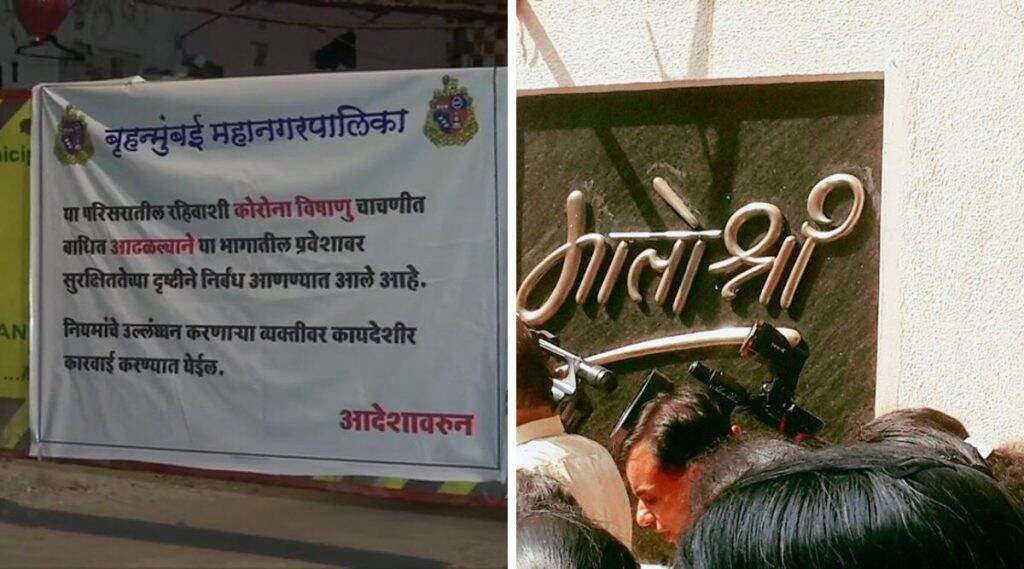 बृहन्मुंबई महानगरपालिका
या परिसरातील रहिवाशी कोरोना विषाणु चाचणीत
बाधित आढळल्याने या भागातील प्रवेशावर
सुरक्षिततेच्या दृष्टीने निर्बंध आणण्यात आले आहे.
नियमांचे उल्लंघन करणाऱ्या व्यक्तीवर कायदेशीर
कारवाई करण्यात येईल.
आदेशावरुन
मातोश्री